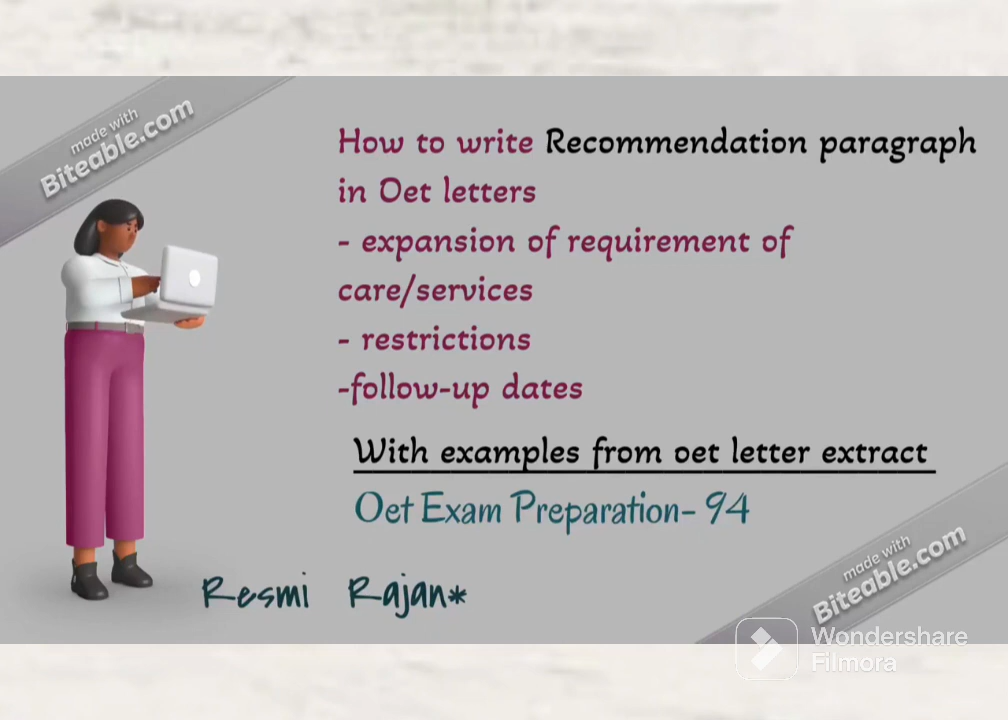 made with
Biteable.com
How to write Recommendation paragraph
in Oet letters
- expansion of requirement of
care/services
- restrictions
-follow-up dates
With examples from oet letter extract
Oet Exam Preparation- 94
Resmi Rajan*
made with
Biteable.com
Wondershare
Filmora